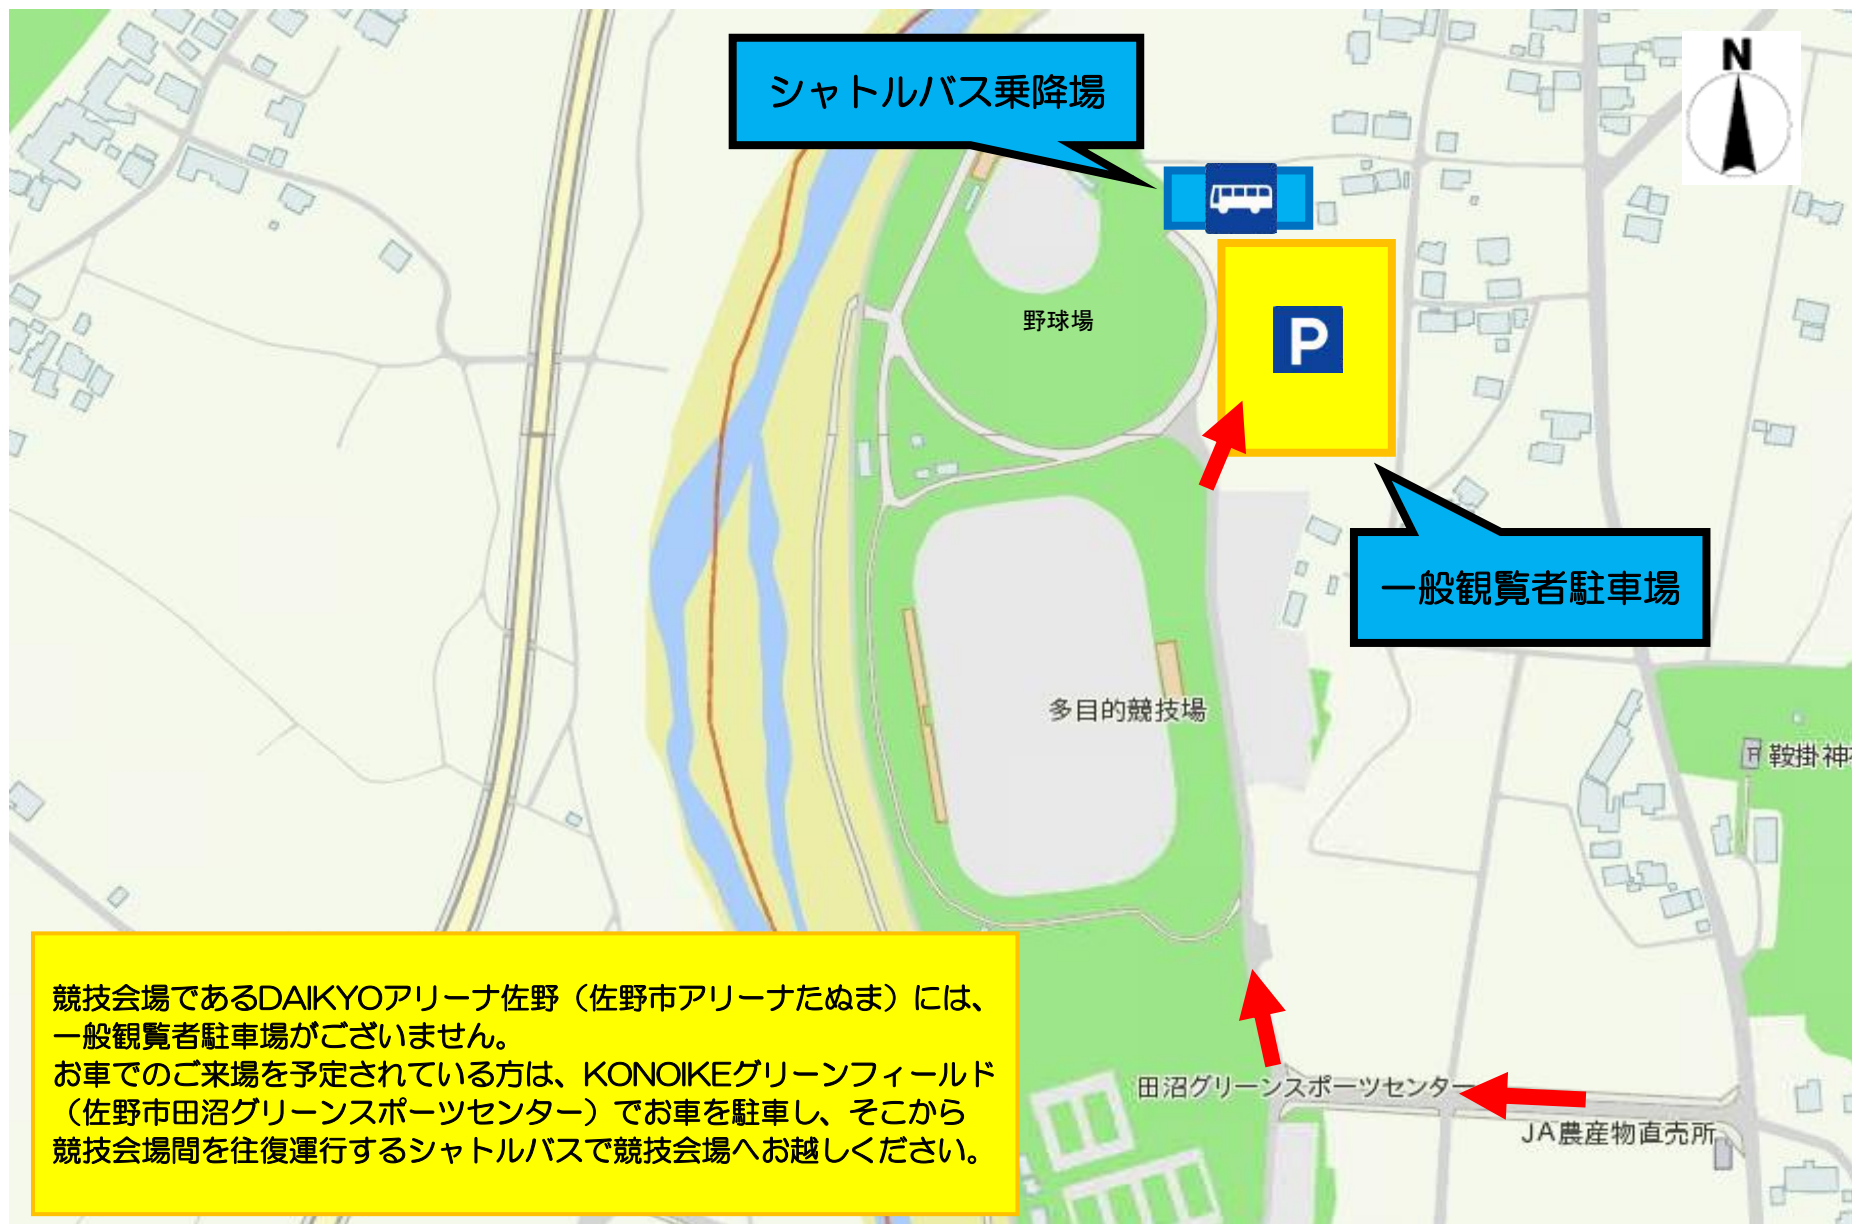 N
シャトルバス乗降場
野球場
P
一般観覧者駐車場
多目的競技場
鞍掛神
競技会場であるDAIKYOアリーナ佐野（佐野市アリーナたぬま）には、
一般観覧者駐車場がございません。
お車でのご来場を予定されている方は、KONOIKEグリーンフィールド
（佐野市田沼グリーンスポーツセンター）でお車を駐車し、そこから
競技会場間を往復運行するシャトルバスで競技会場へお越しください。
田沼グリーンスポーツセンター
JA農産物直売所